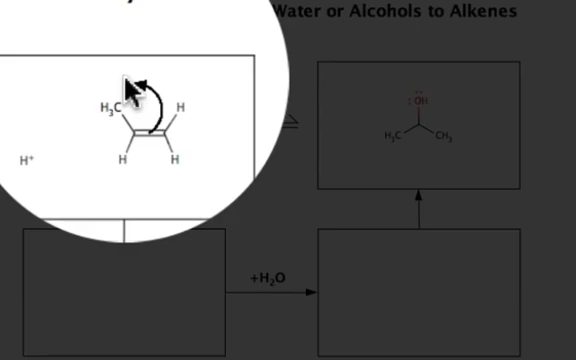 Water or Alcohols to Alkenes
H₃C
H
H
H
H⁺
:OH
H₃C
CH₃
+H₂O